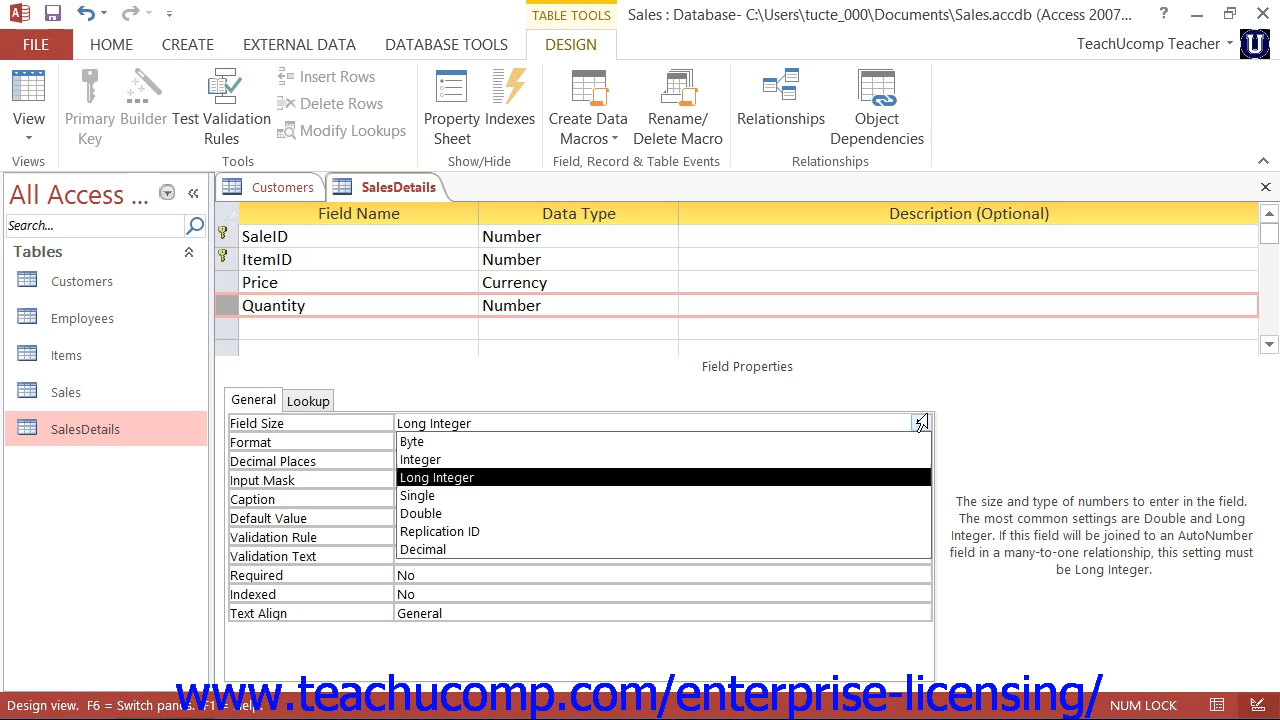 TABLE TOOLS
Sales : Database- C:\Users\tucte_000\Documents\Sales.accdb (Access 2007...
?
FILE HOME CREATE EXTERNAL DATA DATABASE TOOLS DESIGN
TeachUcomp Teacher
View
Primary Key
Builder
Test Validation Rules
Insert Rows
Delete Rows
Modify Lookups
Property Sheet
Indexes
Create Data Macros
Rename/ Delete Macro
Relationships
Object Dependencies
Views Tools Show/Hide Field, Record & Table Events Relationships
All Access ...
Search...
Tables
Customers
Employees
Items
Sales
SalesDetails
Customers SalesDetails
Field Name Data Type Description (Optional)
SaleID Number
ItemID Number
Price Currency
Quantity Number
Field Properties
General Lookup
Field Size Long Integer
Format Byte
Integer
Decimal Places
Input Mask Long Integer
Caption Single
Default Value Double
Validation Rule Replication ID
Validation Text Decimal
Required No
Indexed No
Text Align General
The size and type of numbers to enter in the field.
The most common settings are Double and Long
Integer. If this field will be joined to an AutoNumber
field in a many-to-one relationship, this setting must
be Long Integer.
www.teachucomp.com/enterprise-licensing/
Design view. F6 = Switch panes. F1 = Help.
NUM LOCK